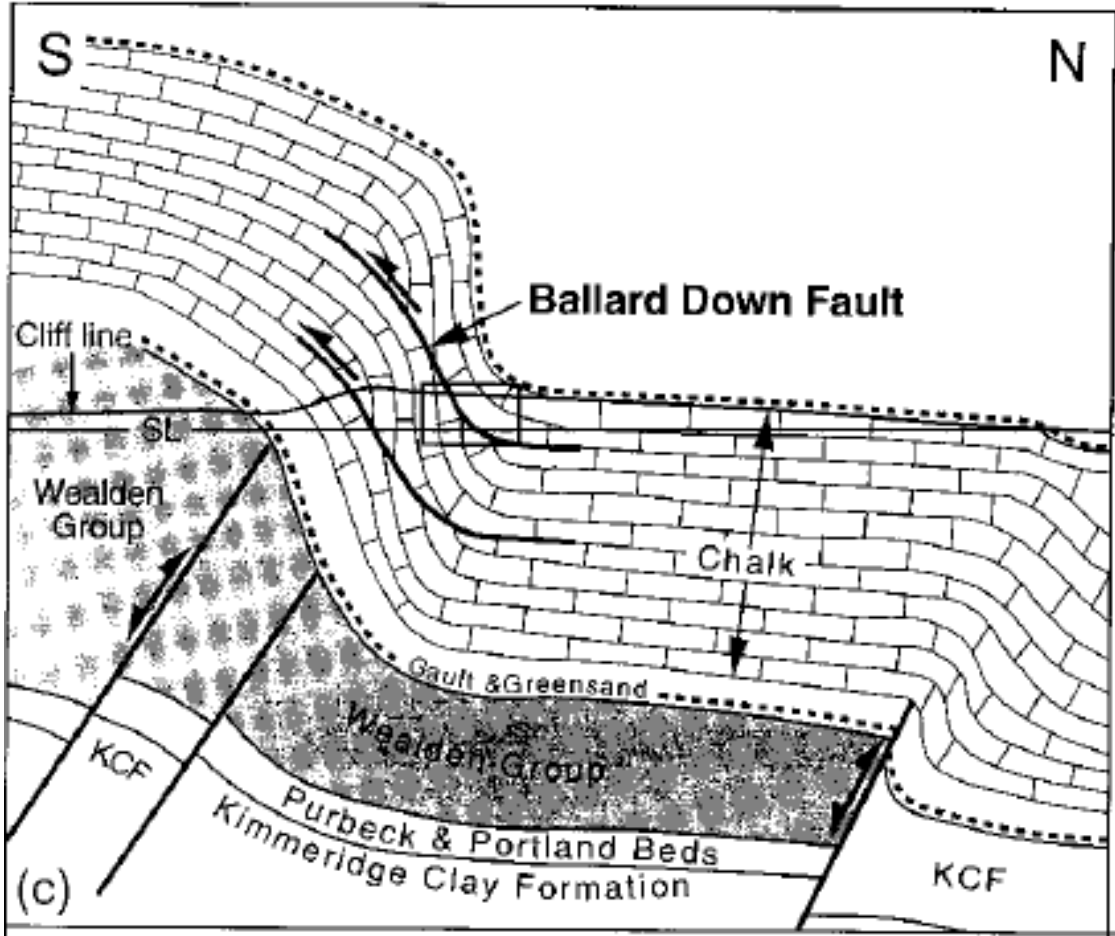 S
N
Ballard Down Fault
Cliff line
SL
Wealden
Group
Chalk
Gault & Greensand
Wealden Group
KCF
Purbeck & Portland Beds
Kimmeridge Clay Formation
KCF
(c)